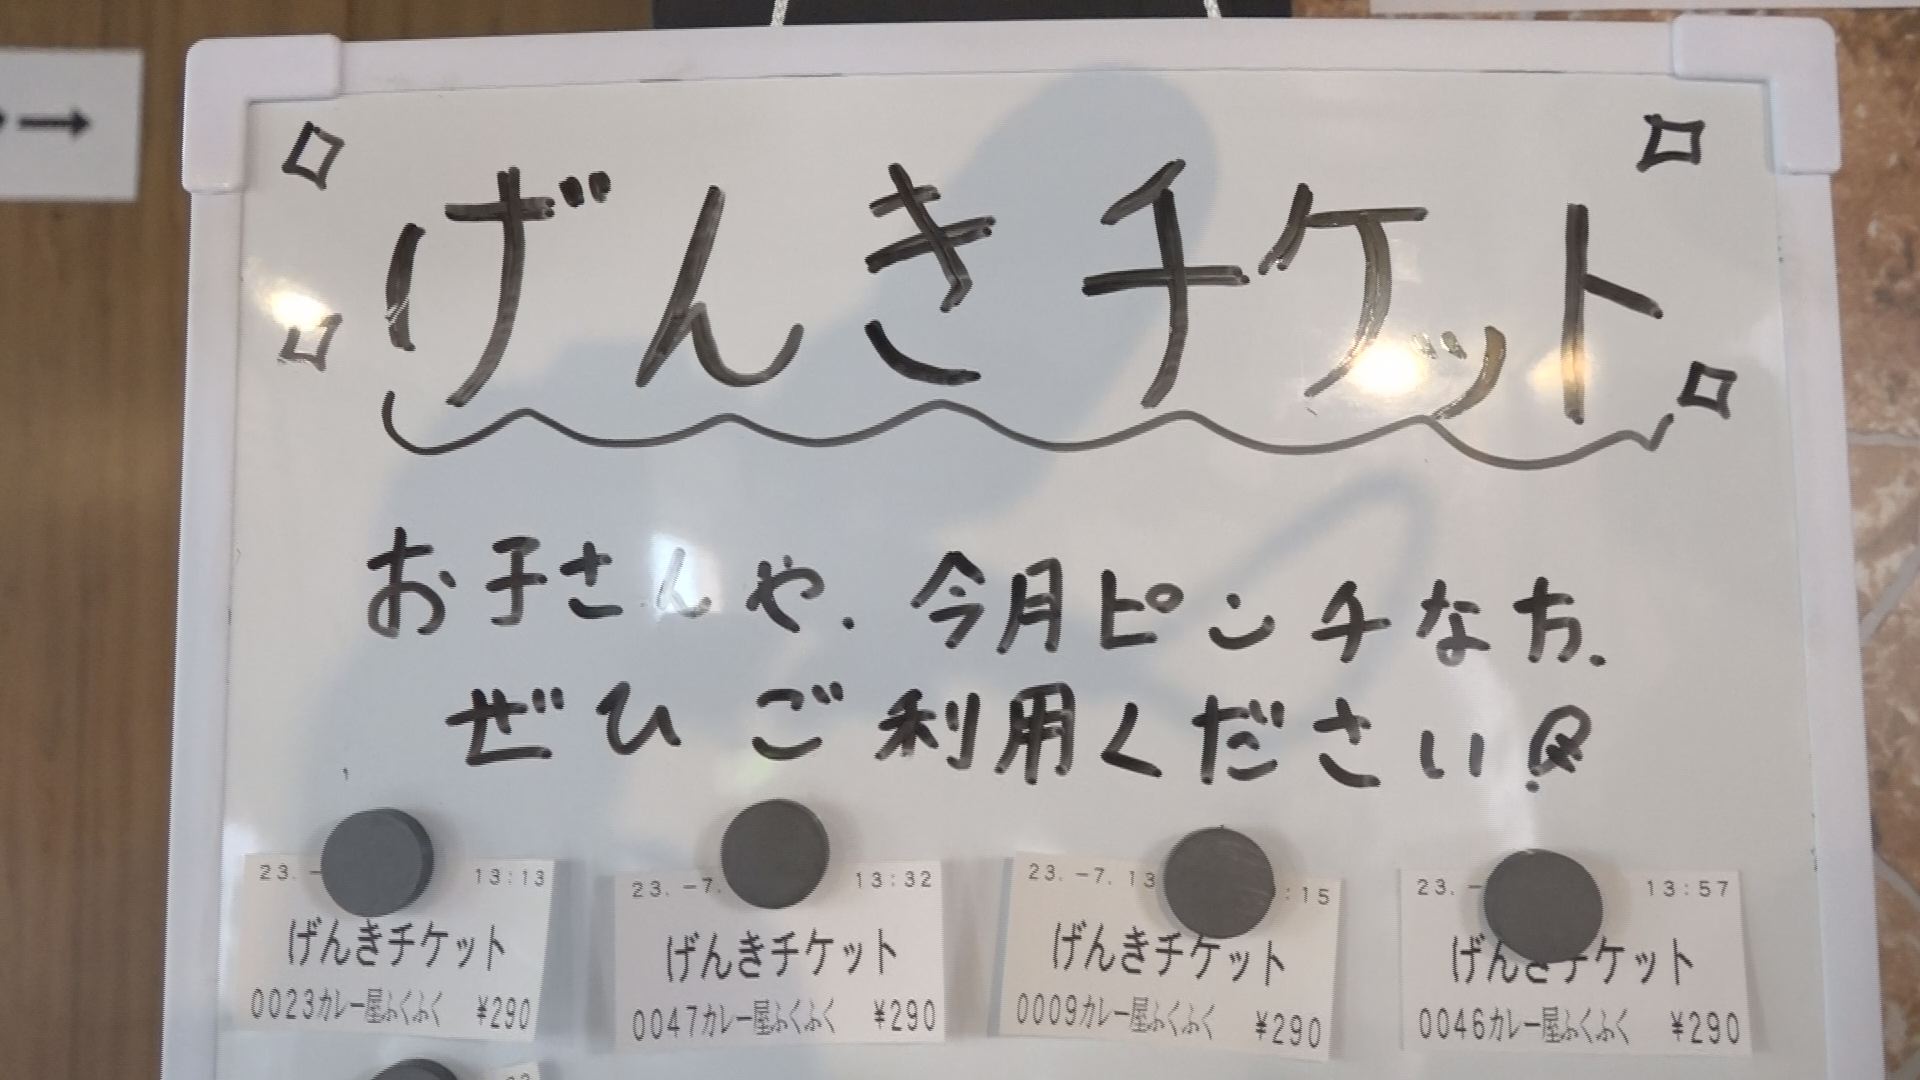 げんきチケット
お子さんや、今月ピンチな方、
ぜひご利用ください
23. - 13:13
げんきチケット
0023カレー屋ふくふく ¥290
23. -7. 13:32
げんきチケット
0047カレー屋ふくふく ¥290
23. -7. 13 :15
げんきチケット
0009カレー屋ふくふく ¥290
23. - 13:57
げんきチケット
0046カレー屋ふくふく ¥290